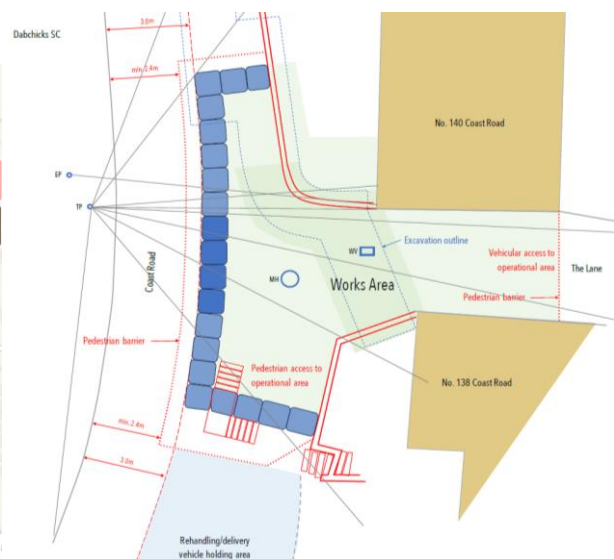 Dabchicks SC
3.0m
min. 2.4m
No. 140 Coast Road
EP
TP
Excavation outline
WV
Vehicular access to
operational area
The Lane
MH
Works Area
Pedestrian barrier
Coast Road
Pedestrian barrier
Pedestrian access to
operational area
No. 138 Coast Road
min. 2.4m
3.0m
Rehandling/delivery
vehicle holding area